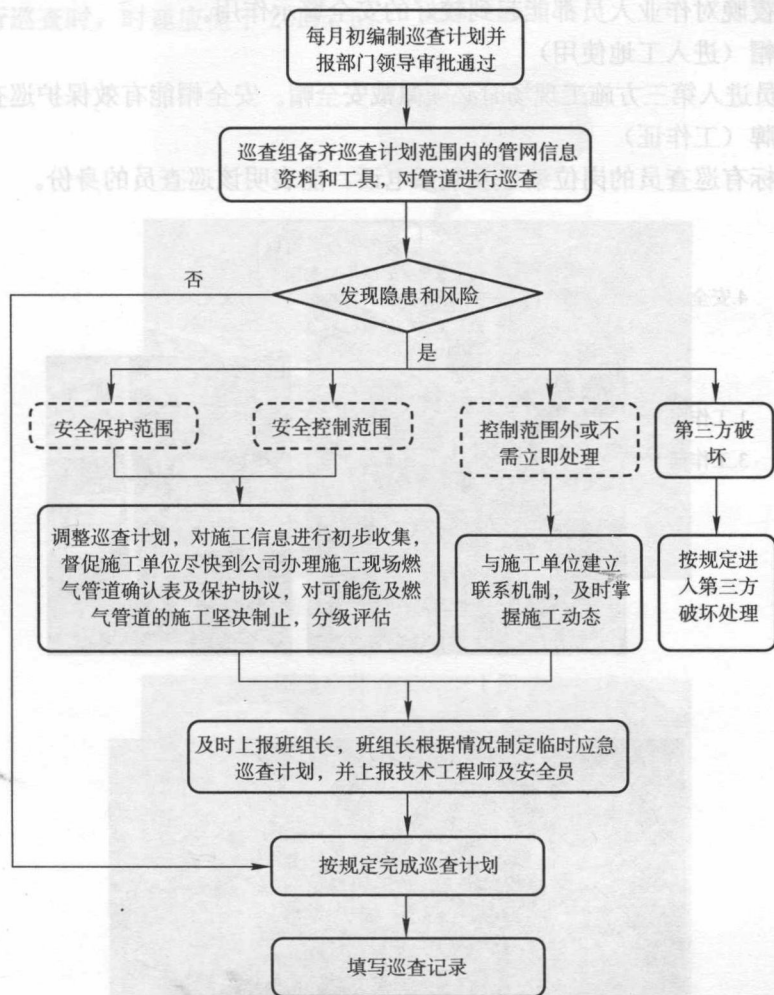 每月初编制巡查计划并
报部门领导审批通过
巡查组备齐巡查计划范围内的管网信息
资料和工具，对管道进行巡查
否
发现隐患和风险
是
安全保护范围
安全控制范围
控制范围外或不
需立即处理
第三方破
坏
调整巡查计划，对施工信息进行初步收集，
督促施工单位尽快到公司办理施工现场燃
气管道确认表及保护协议，对可能危及燃
气管道的施工坚决制止，分级评估
与施工单位建立
联系机制，及时掌
握施工动态
按规定进
入第三方
破坏处理
及时上报班组长，班组长根据情况制定临时应急
巡查计划，并上报技术工程师及安全员
按规定完成巡查计划
填写巡查记录